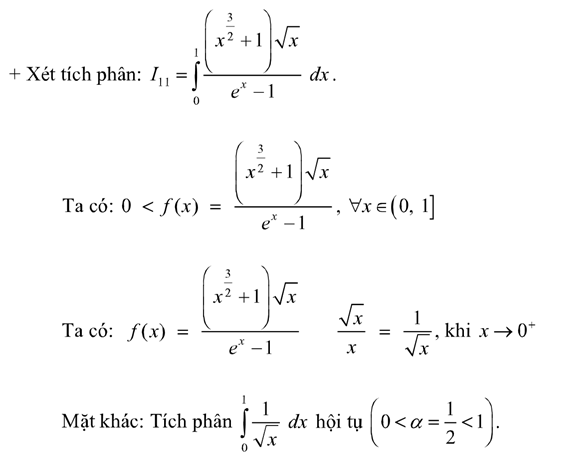 + Xét tích phân: I₁₁ = ∫₀¹ (x^(3/2) + 1)√x / (eˣ − 1) dx.
Ta có: 0 < f(x) = (x^(3/2) + 1)√x / (eˣ − 1), ∀x ∈ (0, 1]
Ta có: f(x) = (x^(3/2) + 1)√x / (eˣ − 1) √x / x = 1 / √x, khi x → 0⁺
Mặt khác: Tích phân ∫₀¹ 1/√x dx hội tụ (0 < α = 1/2 < 1).